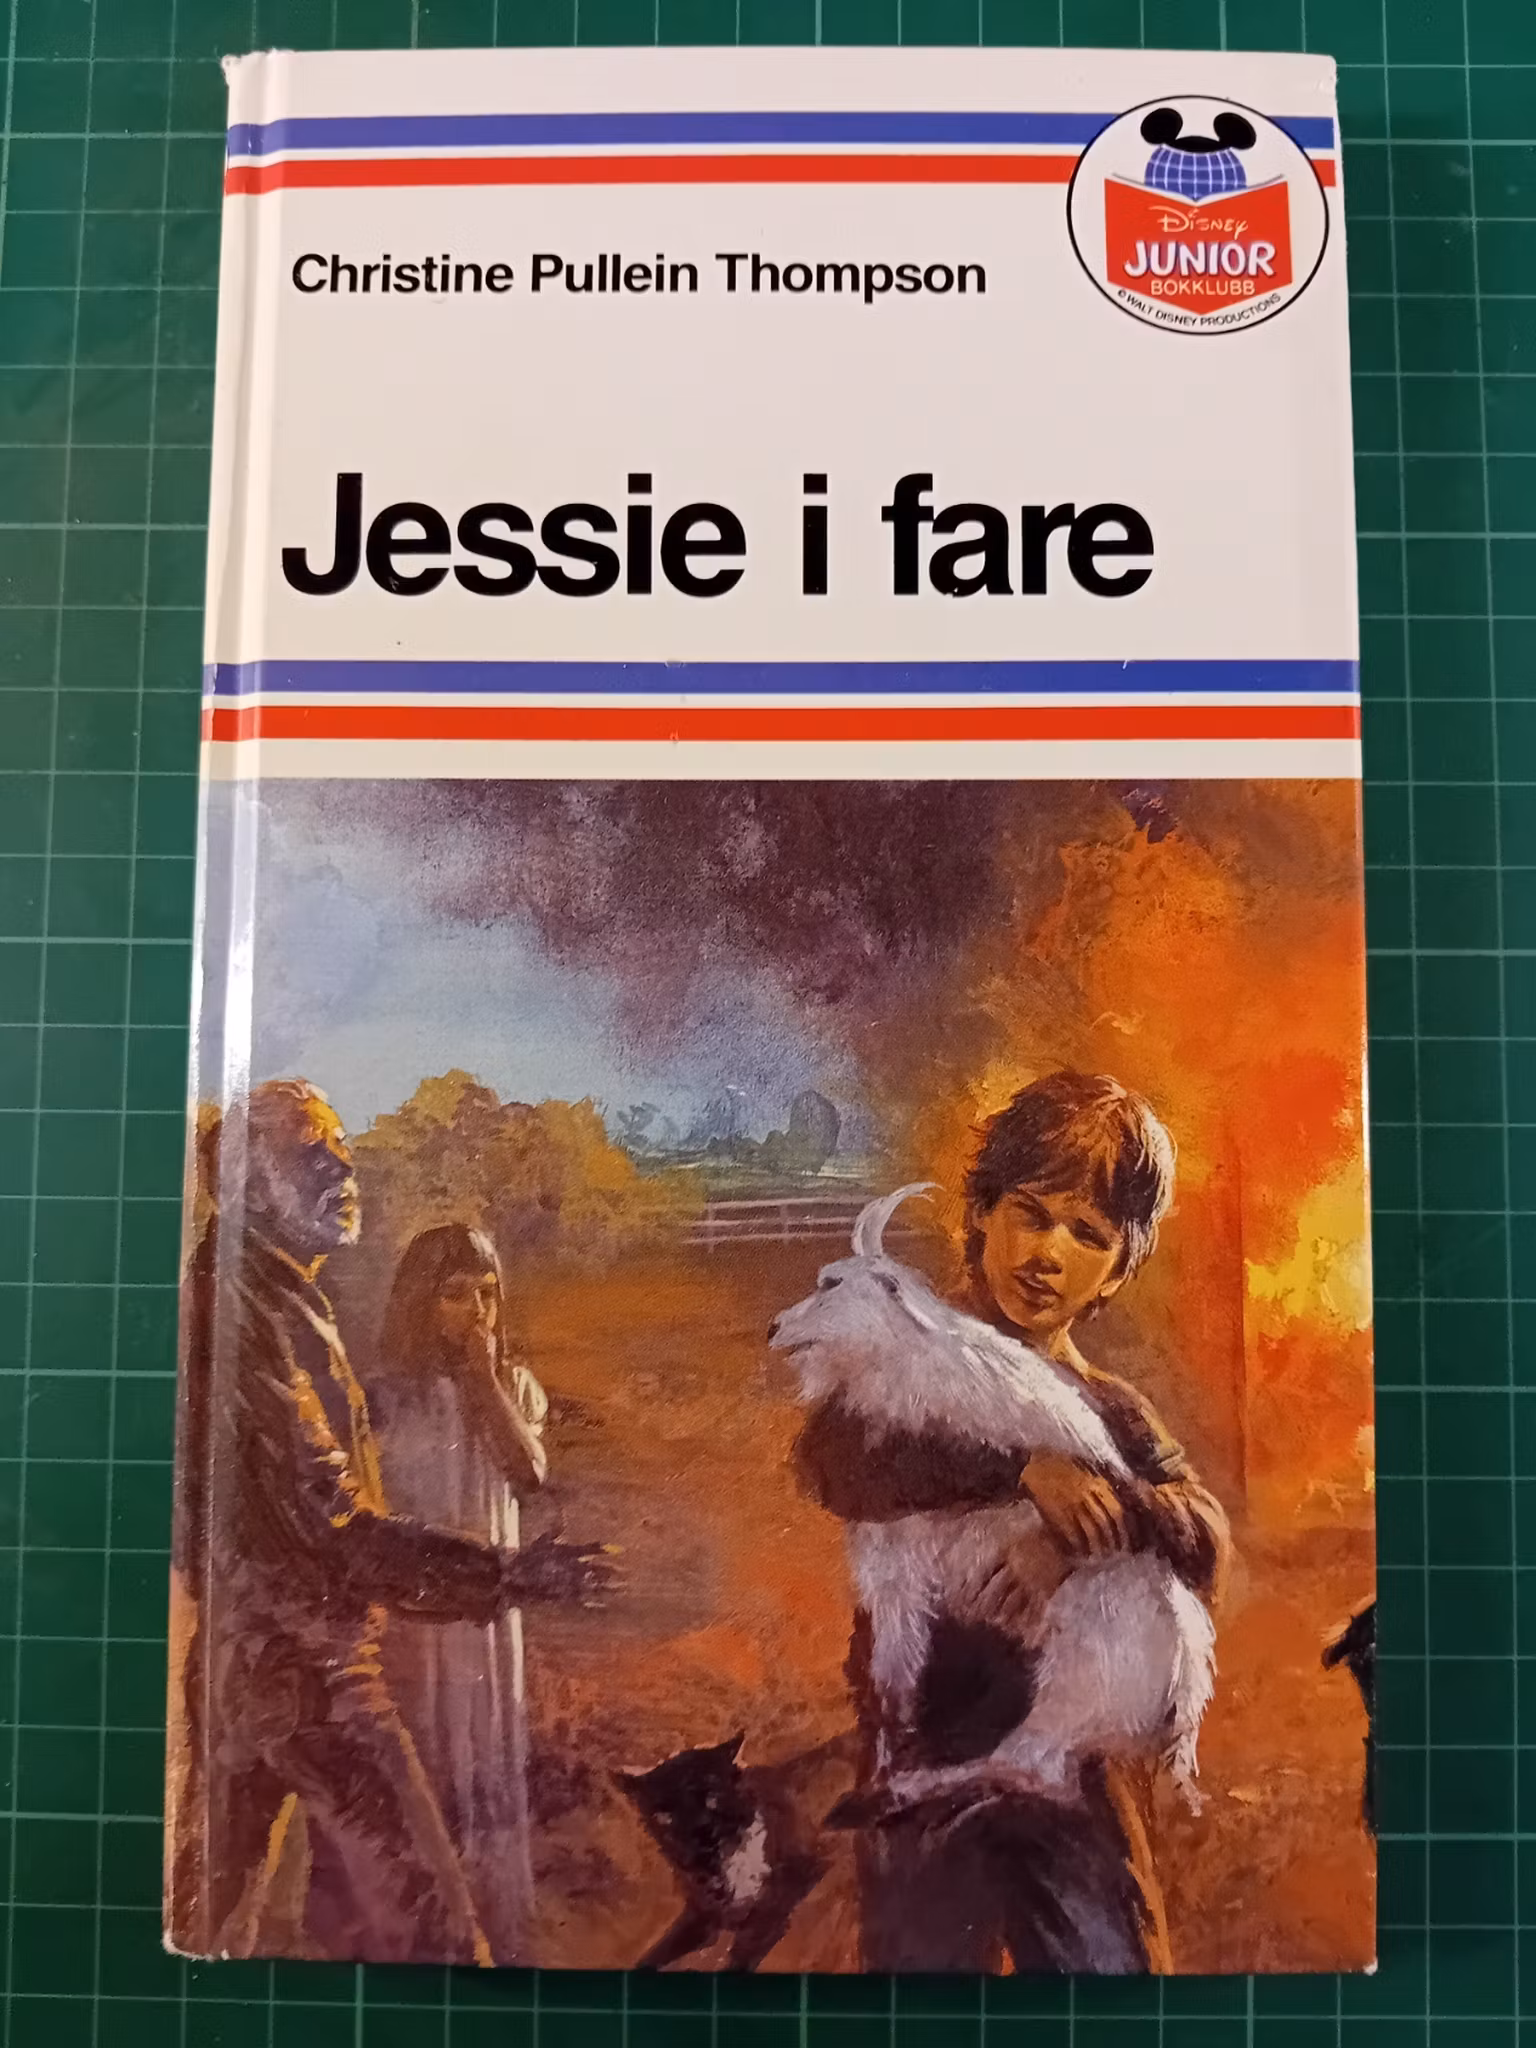 Disney
JUNIOR
BOKKLUBB
© WALT DISNEY PRODUCTIONS
Christine Pullein Thompson
Jessie i fare